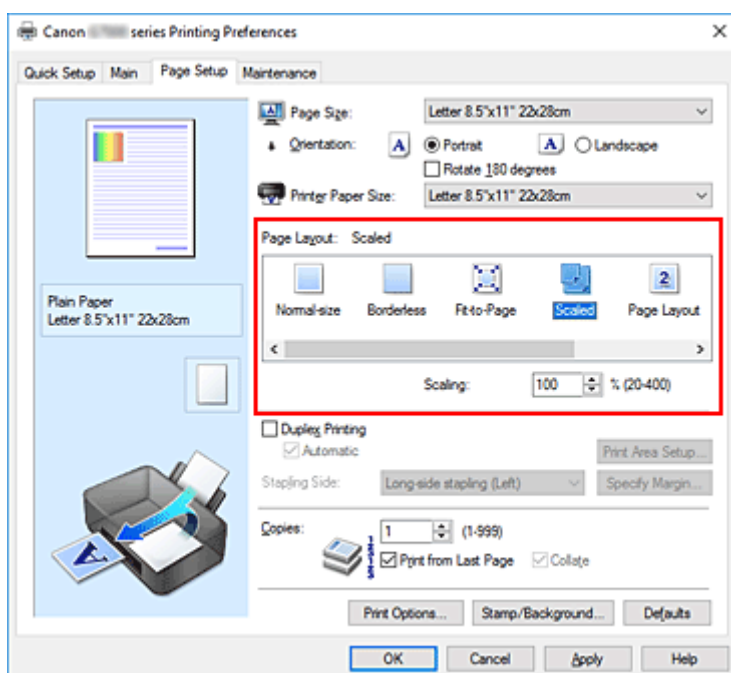 Canon series Printing Preferences
Quick Setup Main Page Setup Maintenance
Page Size: Letter 8.5"x11" 22x28cm
Orientation: A Portrait A Landscape
Rotate 180 degrees
Printer Paper Size: Letter 8.5"x11" 22x28cm
Page Layout: Scaled
Normal-size Borderless Fit-to-Page Scaled 2 Page Layout
Scaling: 100 % (20-400)
Plain Paper
Letter 8.5"x11" 22x28cm
Duplex Printing
Automatic Print Area Setup...
Stapling Side: Long-side stapling (Left) Specify Margin...
Copies: 1 (1-999)
Print from Last Page Collate
A
Print Options... Stamp/Background... Defaults
OK Cancel Apply Help